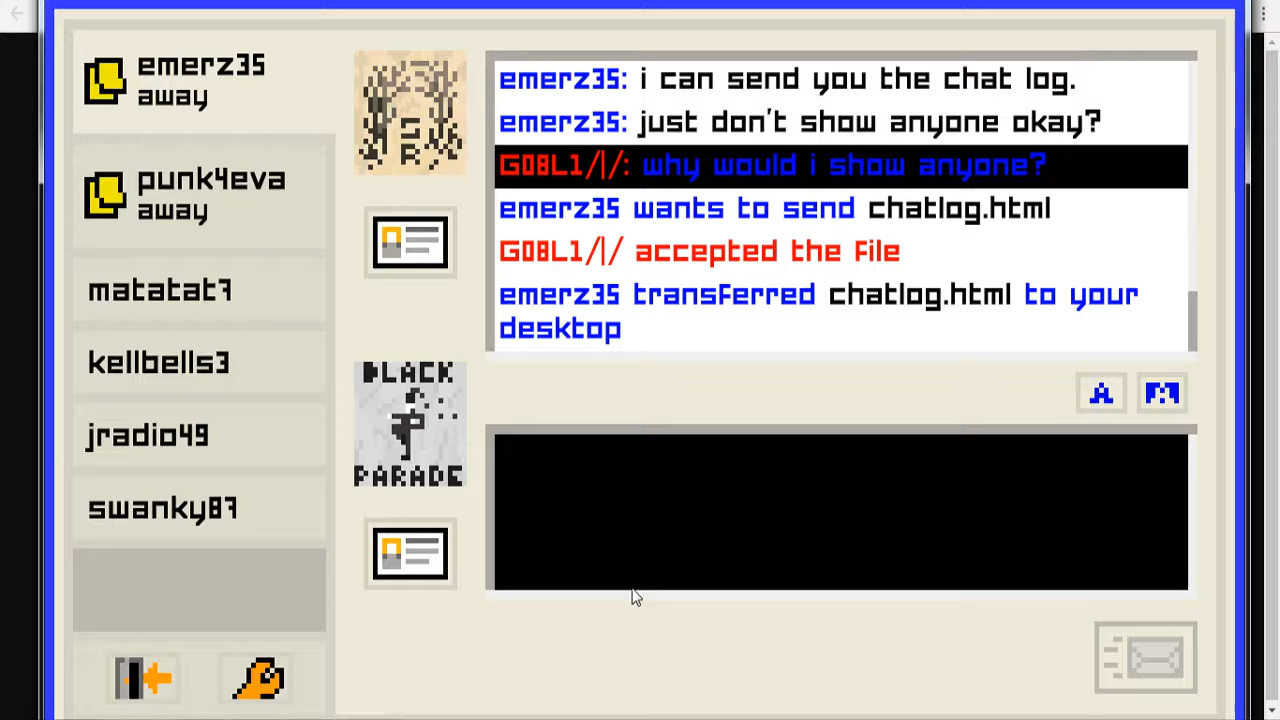 emerz35
away
punk4eva
away
matatat7
kellbells3
jradio49
swanky87
emerz35: i can send you the chat log.
emerz35: just don't show anyone okay?
G08L1/|/: why would i show anyone?
emerz35 wants to send chatlog.html
G08L1/|/ accepted the file
emerz35 transferred chatlog.html to your
desktop
A
BLACK
PARADE